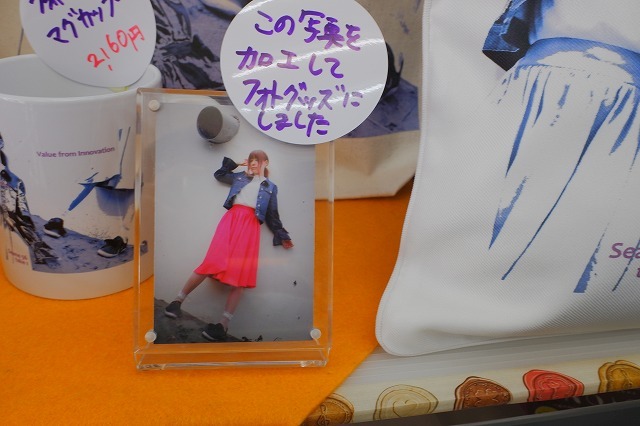 マグカップ
2,160円
この写真を
加工して
フォトグッズに
しました
Value from Innovation